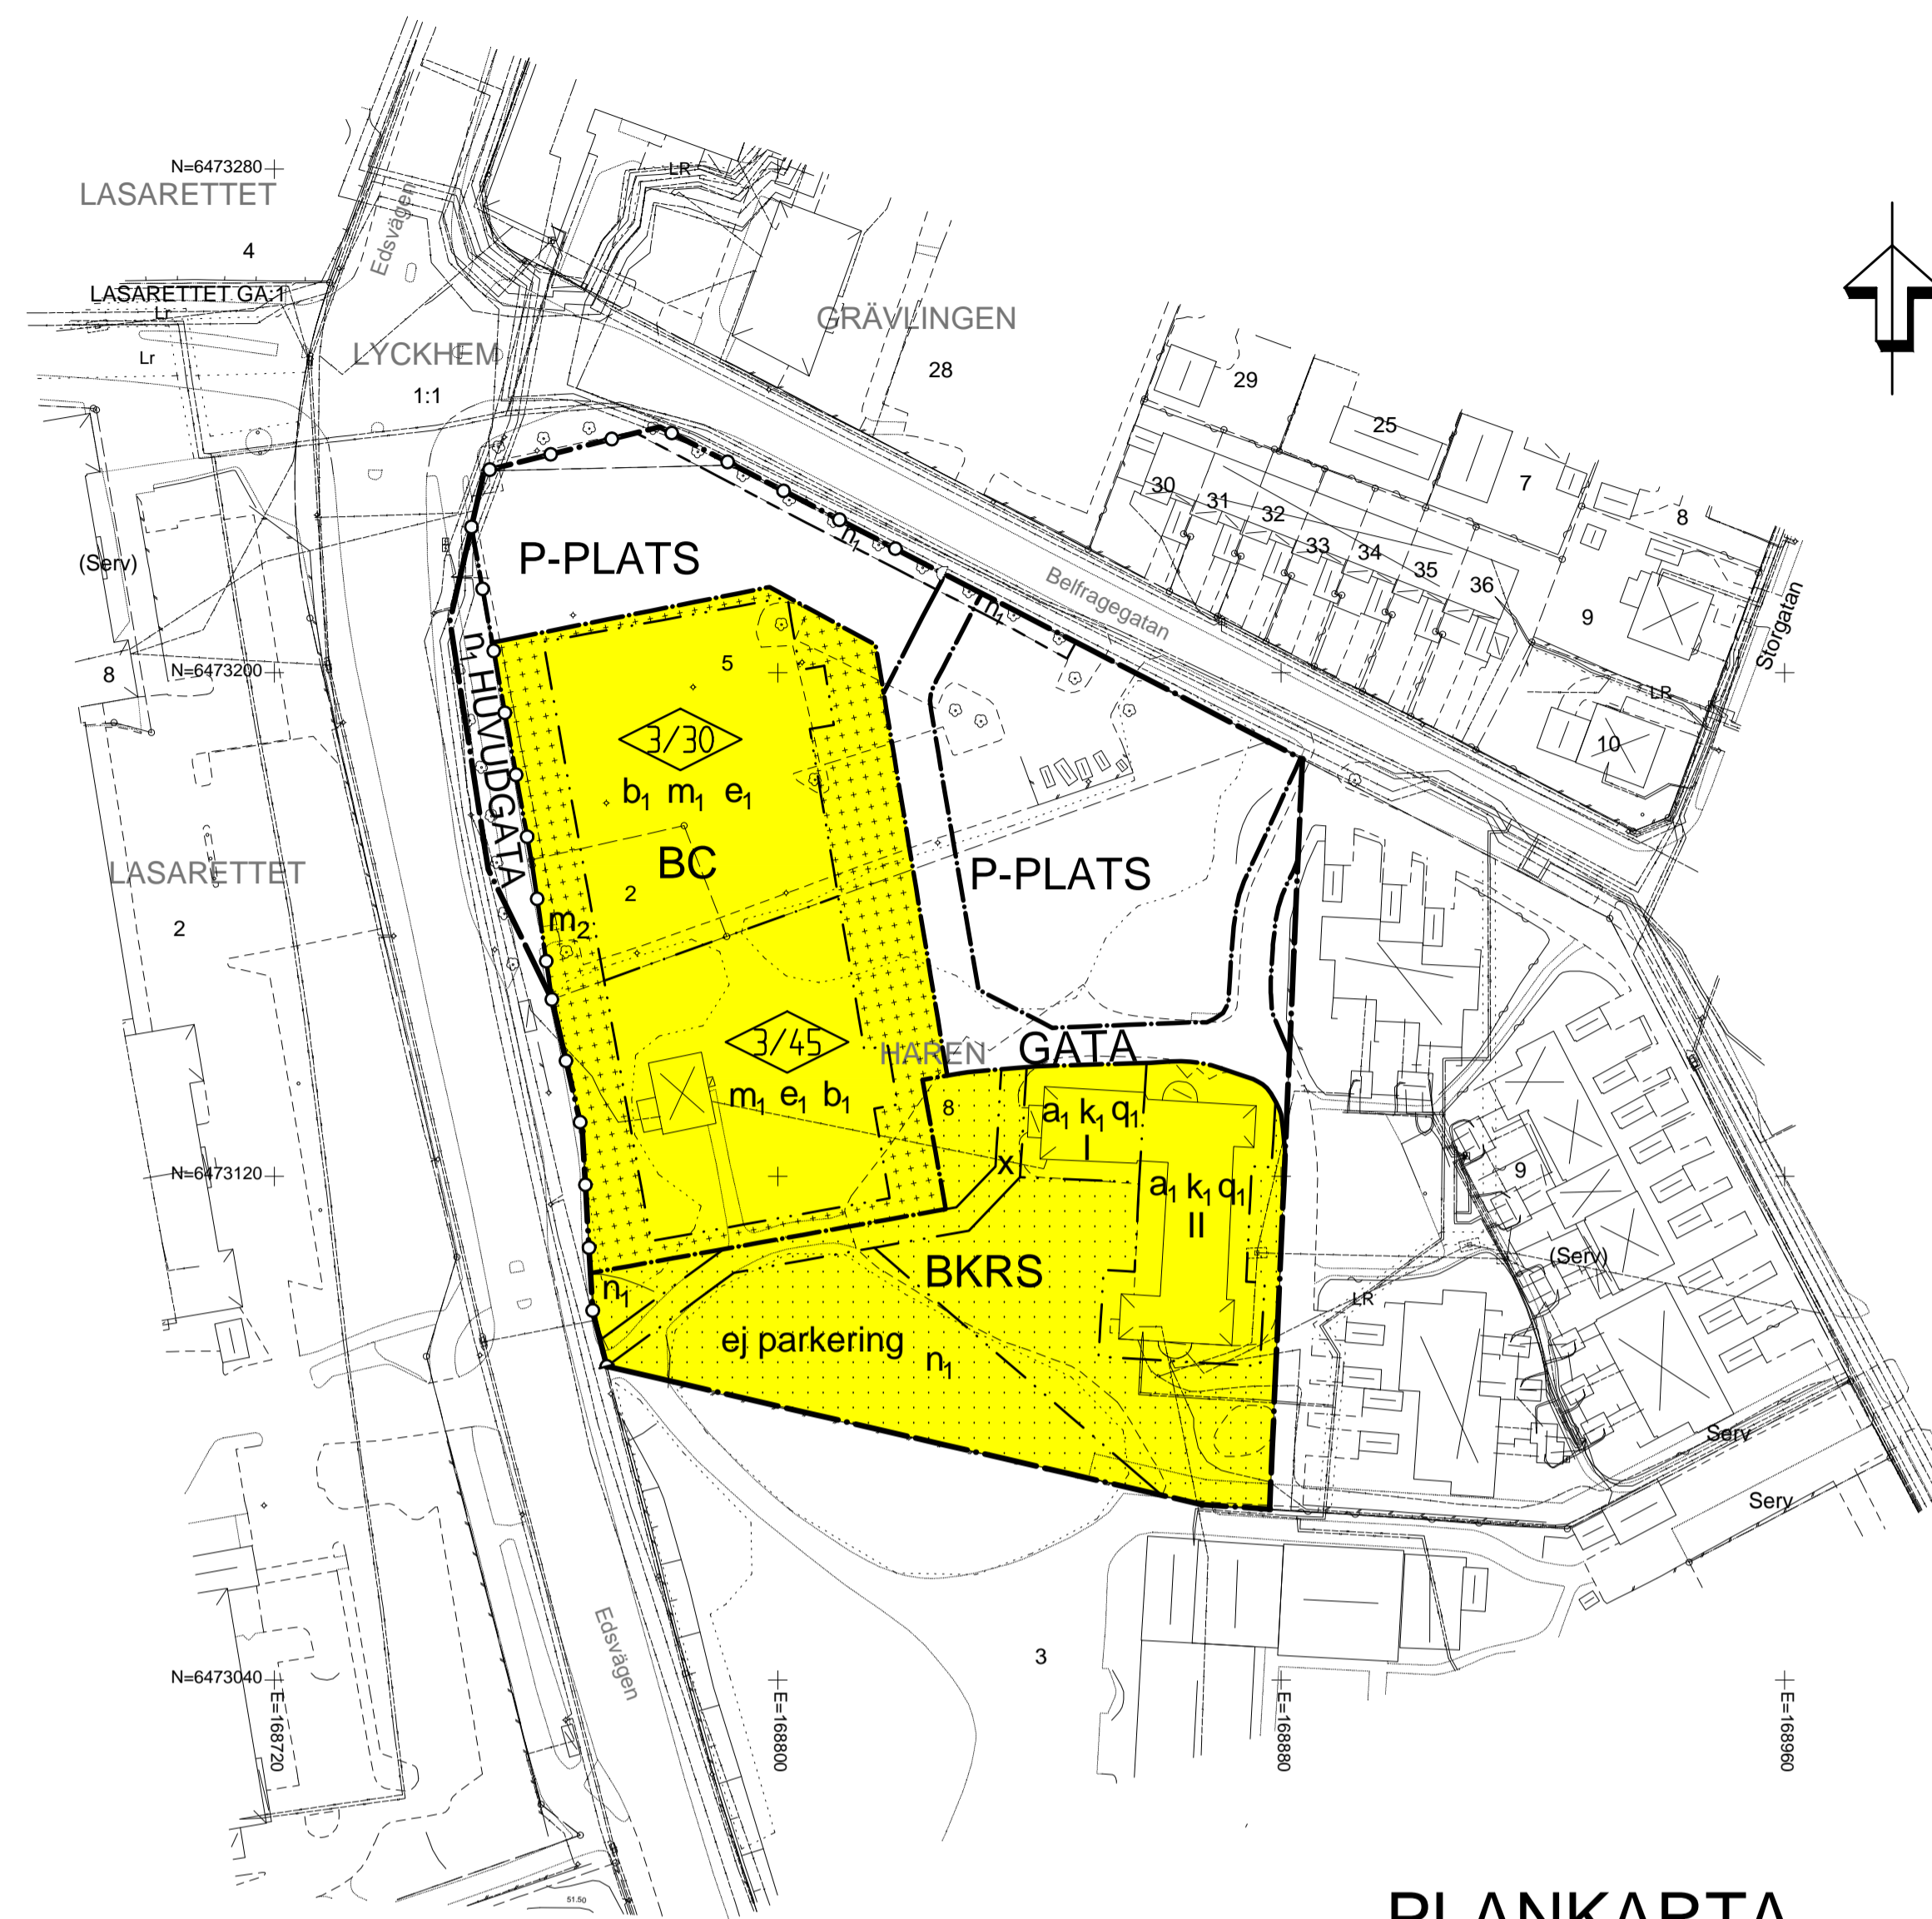 N=6473280
LASARETTET
4
LASARETTET GA:1
Lr
Lr
Edsvägen
LYCKHEM
1:1
LR
GRÄVLINGEN
28
29
25
7
8
30
31
32
33
34
35
36
9
10
LR
Storgatan
Belfragegatan
(Serv)
8
N=6473200
P-PLATS
n1
n1
n1 HUVUDGATA
5
3/30
b1 m1 e1
BC
2
m2
LASARETTET
2
P-PLATS
3/45
m1 e1 b1
HAREN
GATA
8
a1 k1 q1
I
x
a1 k1 q1
II
N=6473120
9
(Serv)
LR
BKRS
n1
ej parkering
n1
Serv
Serv
3
Edsvägen
N=6473040
E=168720
E=168800
E=168880
E=168960
51.50
PLANKARTA